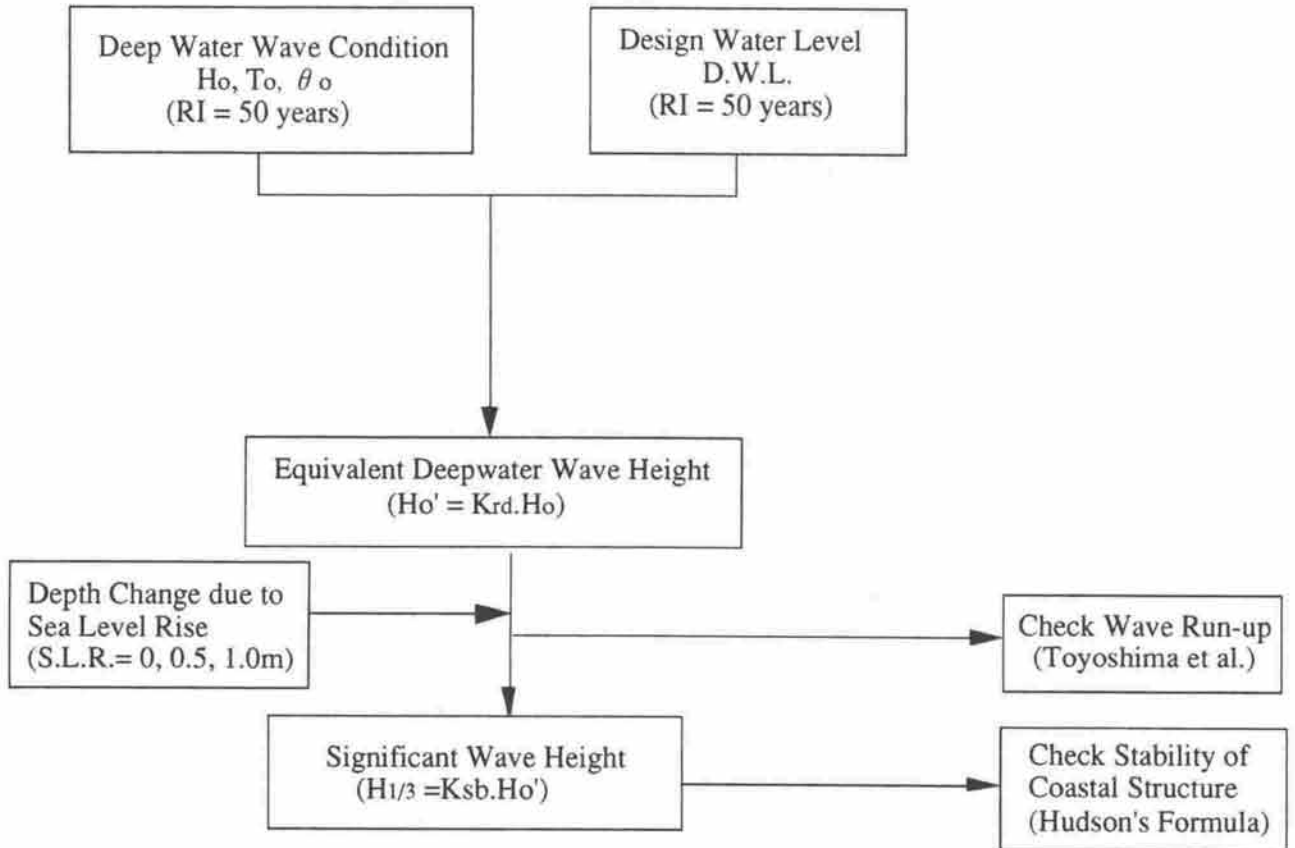 Deep Water Wave Condition
Ho, To, θo
(RI = 50 years)
Design Water Level
D.W.L.
(RI = 50 years)
Equivalent Deepwater Wave Height
(Ho' = Krd.Ho)
Depth Change due to
Sea Level Rise
(S.L.R.= 0, 0.5, 1.0m)
Check Wave Run-up
(Toyoshima et al.)
Significant Wave Height
(H1/3 =Ksb.Ho')
Check Stability of
Coastal Structure
(Hudson's Formula)